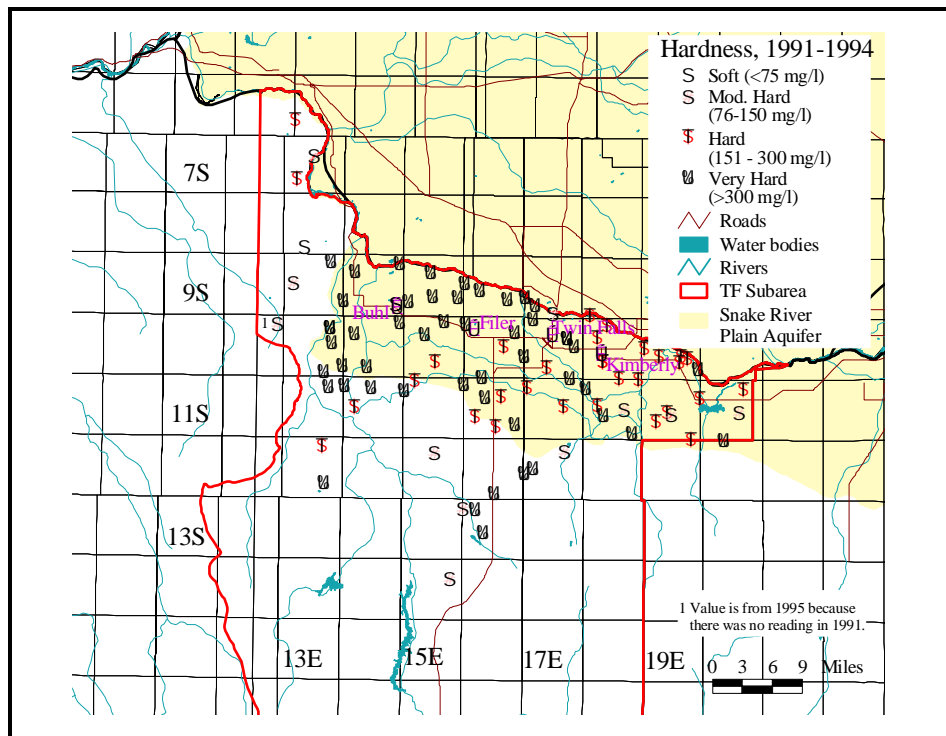 Hardness, 1991-1994
S Soft (<75 mg/l)
S Mod. Hard
(76-150 mg/l)
Hard
(151 - 300 mg/l)
Very Hard
(>300 mg/l)
Roads
Water bodies
Rivers
TF Subarea
Snake River
Plain Aquifer
7S
9S
11S
13S
13E
15E
17E
19E
Buhl
Filer
Twin Falls
Kimberly
1 S
1 Value is from 1995 because
there was no reading in 1991.
0 3 6 9 Miles